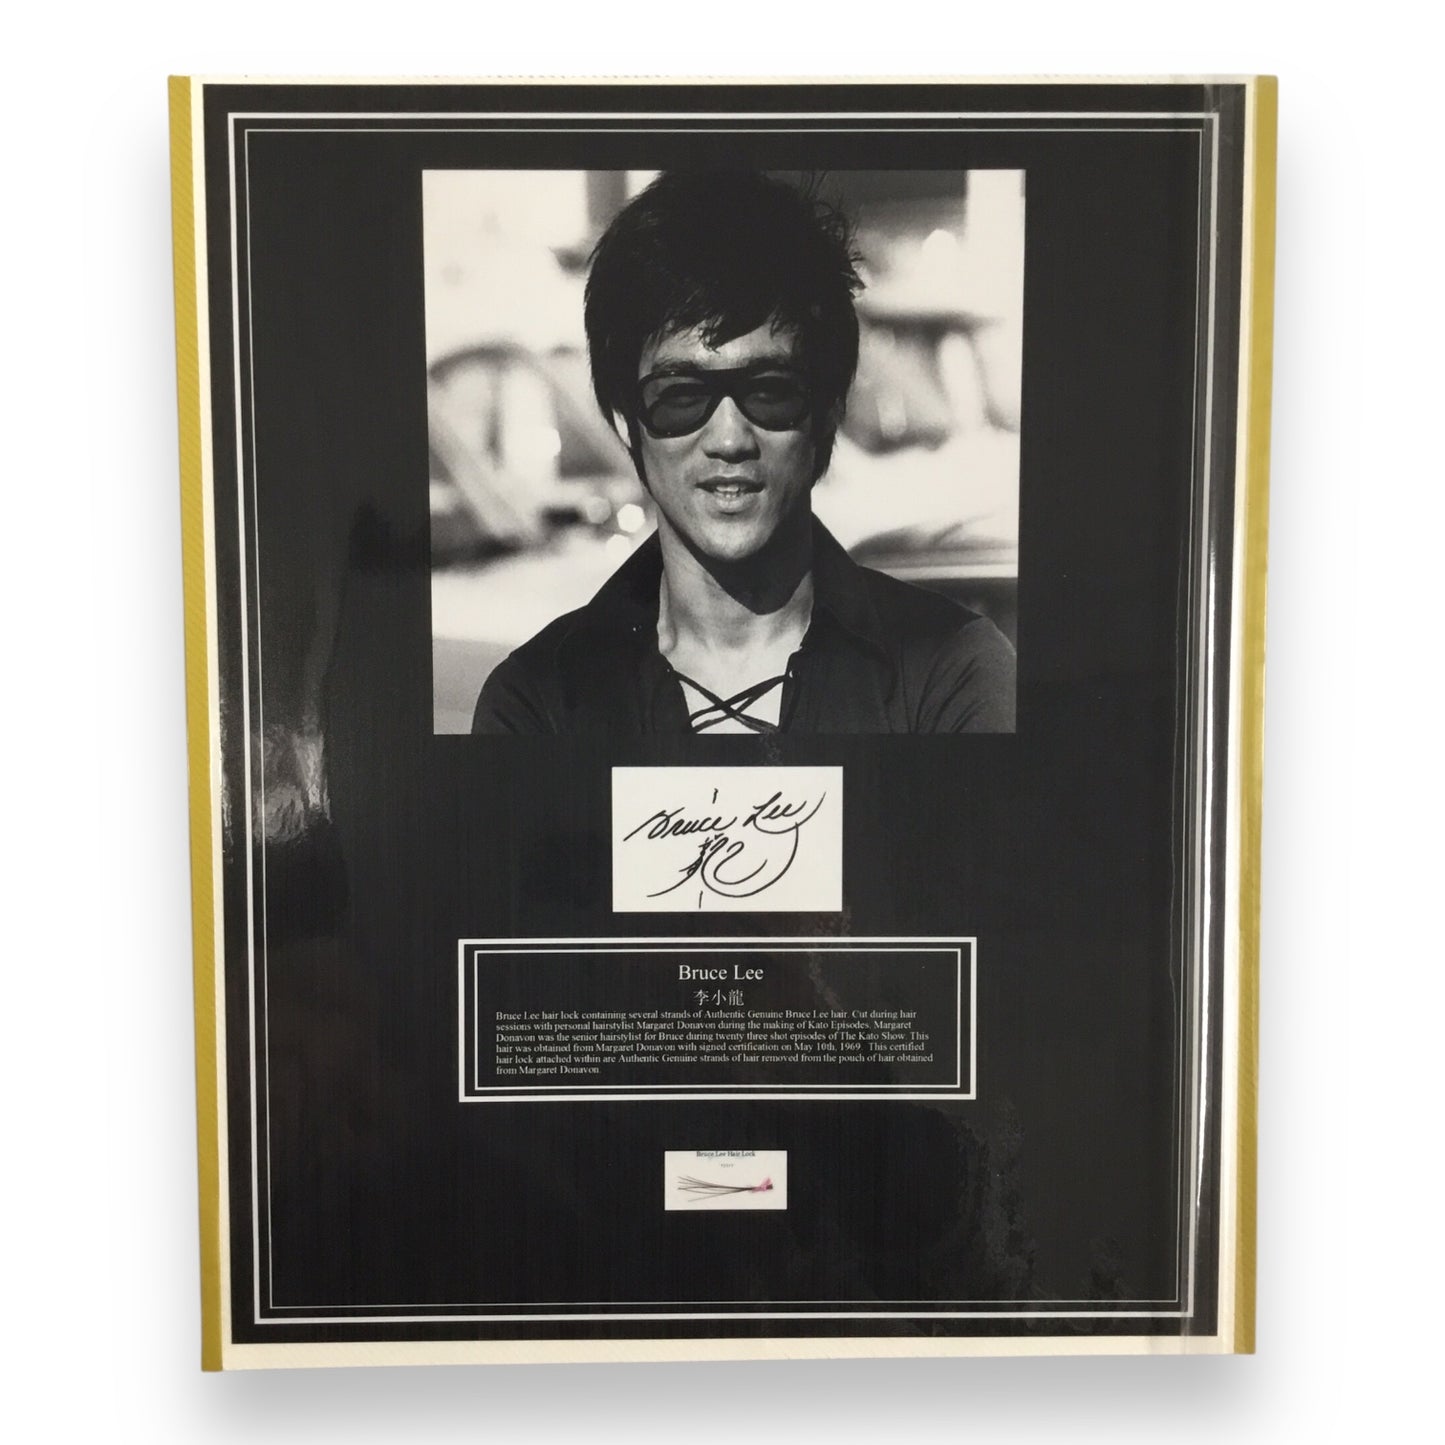 Bruce Lee
Bruce Lee
李小龍
Bruce Lee hair lock containing several strands of Authentic Genuine Bruce Lee hair. Cut during hair
sessions with personal hairstylist Margaret Donavon during the making of Kato Episodes. Margaret
Donavon was the senior hairstylist for Bruce during twenty three shot episodes of The Kato Show. This
hair was obtained from Margaret Donavon with signed certification on May 10th, 1969. This certified
hair lock attached within are Authentic Genuine strands of hair removed from the pouch of hair obtained
from Margaret Donavon.
Bruce Lee Hair Lock